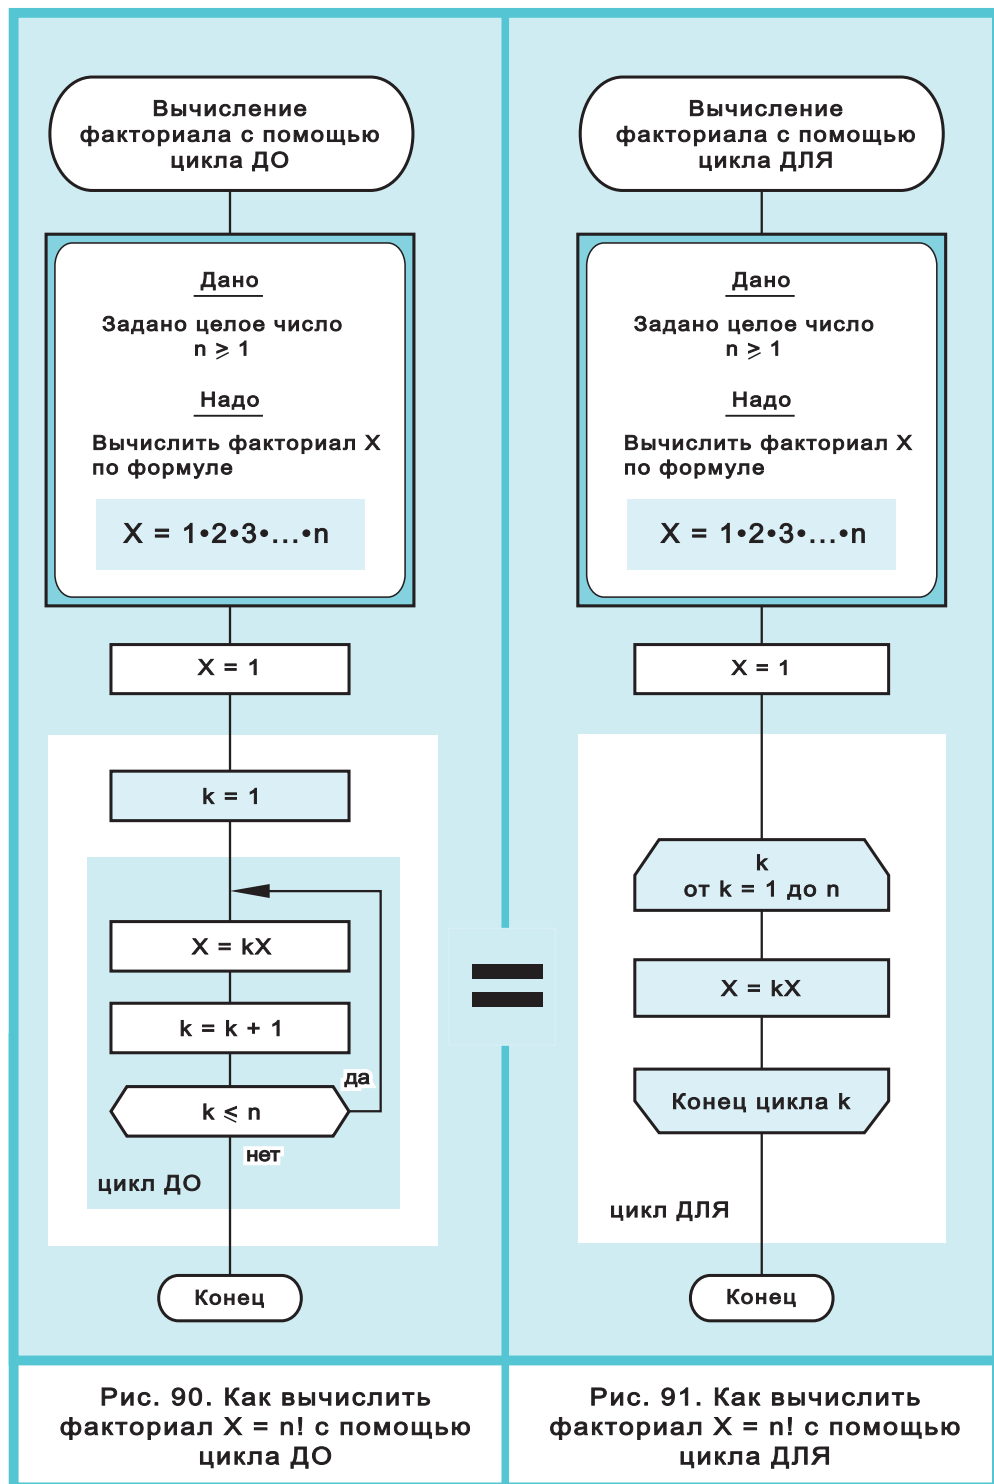 Вычисление
факториала с помощью
цикла ДО
Дано
Задано целое число
n ⩾ 1
Надо
Вычислить факториал X
по формуле
X = 1•2•3•...•n
X = 1
k = 1
X = kX
k = k + 1
да
k ⩽ n
нет
цикл ДО
Конец
Рис. 90. Как вычислить
факториал X = n! с помощью
цикла ДО
=
Вычисление
факториала с помощью
цикла ДЛЯ
Дано
Задано целое число
n ⩾ 1
Надо
Вычислить факториал X
по формуле
X = 1•2•3•...•n
X = 1
k
от k = 1 до n
X = kX
Конец цикла k
цикл ДЛЯ
Конец
Рис. 91. Как вычислить
факториал X = n! с помощью
цикла ДЛЯ